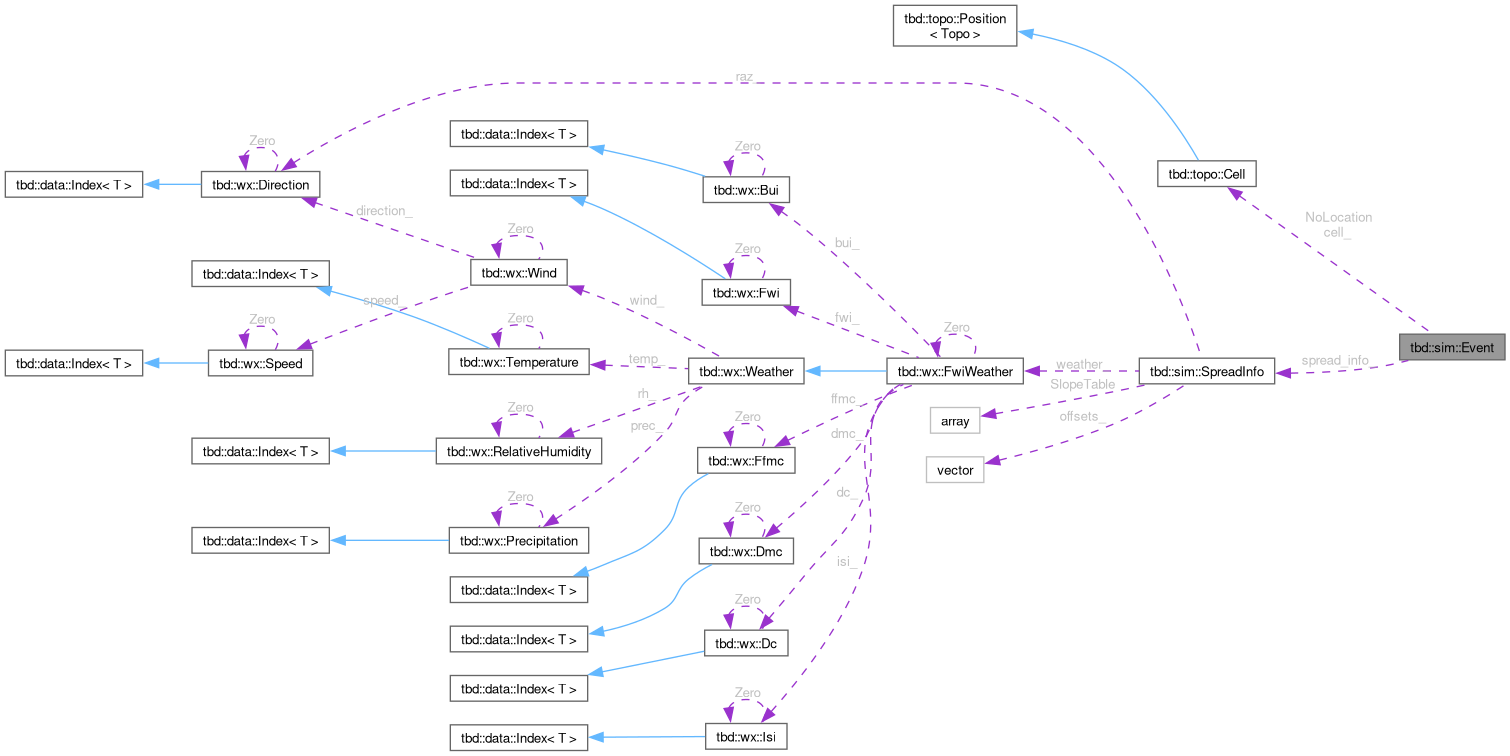 tbd::topo::Position
< Topo >
raz_
tbd::data::Index< T >
Zero
Zero
tbd::topo::Cell
tbd::data::Index< T >
tbd::wx::Direction
tbd::data::Index< T >
tbd::wx::Bui
direction_
NoLocation
cell_
Zero
bui_
Zero
tbd::data::Index< T >
tbd::wx::Wind
tbd::wx::Fwi
speed_
wind_
Zero
Zero
fwi_
Zero
tbd::sim::Event
tbd::data::Index< T >
tbd::wx::Speed
tbd::wx::Temperature
temp_
tbd::wx::Weather
tbd::wx::FwiWeather
weather
tbd::sim::SpreadInfo
spread_info_
SlopeTable
rh_
ffmc_
Zero
Zero
offsets_
array
prec_
dmc_
tbd::data::Index< T >
tbd::wx::RelativeHumidity
tbd::wx::Ffmc
vector
Zero
dc_
Zero
tbd::data::Index< T >
tbd::wx::Precipitation
tbd::wx::Dmc
isi_
tbd::data::Index< T >
Zero
tbd::data::Index< T >
tbd::wx::Dc
tbd::data::Index< T >
Zero
tbd::data::Index< T >
tbd::wx::Isi